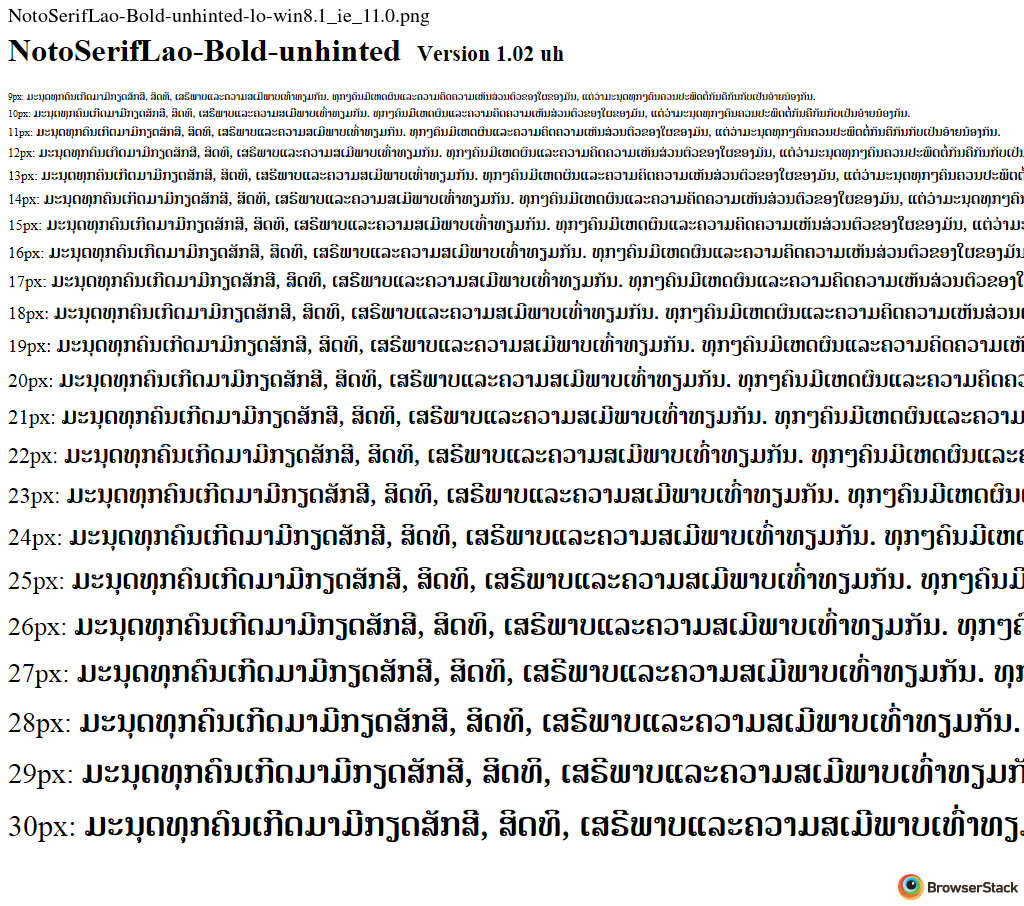 NotoSerifLao-Bold-unhinted-lo-win8.1_ie_11.0.png
NotoSerifLao-Bold-unhinted Version 1.02 uh
9px: ມະນຸດທຸກຄົນເກີດມາມີກຽດສັກສີ, ສິດທິ, ເສຣີພາບແລະຄວາມສເມີພາບເທົ່າທຽມກັນ. ທຸກໆຄົນມີເຫດຜົນແລະຄວາມຄິດຄວາມເຫັນສ່ວນຕົວຂອງໃຜຂອງມັນ, ແຕ່ວ່າມະນຸດທຸກໆຄົນຄວນປະພຶດຕໍ່ກັນຄືກັນກັບເປັນອ້າຍນ້ອງກັນ.
10px: ມະນຸດທຸກຄົນເກີດມາມີກຽດສັກສີ, ສິດທິ, ເສຣີພາບແລະຄວາມສເມີພາບເທົ່າທຽມກັນ. ທຸກໆຄົນມີເຫດຜົນແລະຄວາມຄິດຄວາມເຫັນສ່ວນຕົວຂອງໃຜຂອງມັນ, ແຕ່ວ່າມະນຸດທຸກໆຄົນຄວນປະພຶດຕໍ່ກັນຄືກັນກັບເປັນອ້າຍນ້ອງກັນ.
11px: ມະນຸດທຸກຄົນເກີດມາມີກຽດສັກສີ, ສິດທິ, ເສຣີພາບແລະຄວາມສເມີພາບເທົ່າທຽມກັນ. ທຸກໆຄົນມີເຫດຜົນແລະຄວາມຄິດຄວາມເຫັນສ່ວນຕົວຂອງໃຜຂອງມັນ, ແຕ່ວ່າມະນຸດທຸກໆຄົນຄວນປະພຶດຕໍ່ກັນຄືກັນກັບເປັນອ້າຍນ້ອງກັນ.
12px: ມະນຸດທຸກຄົນເກີດມາມີກຽດສັກສີ, ສິດທິ, ເສຣີພາບແລະຄວາມສເມີພາບເທົ່າທຽມກັນ. ທຸກໆຄົນມີເຫດຜົນແລະຄວາມຄິດຄວາມເຫັນສ່ວນຕົວຂອງໃຜຂອງມັນ, ແຕ່ວ່າມະນຸດທຸກໆຄົນຄວນປະພຶດຕໍ່ກັນຄືກັນກັບເປັນ
13px: ມະນຸດທຸກຄົນເກີດມາມີກຽດສັກສີ, ສິດທິ, ເສຣີພາບແລະຄວາມສເມີພາບເທົ່າທຽມກັນ. ທຸກໆຄົນມີເຫດຜົນແລະຄວາມຄິດຄວາມເຫັນສ່ວນຕົວຂອງໃຜຂອງມັນ, ແຕ່ວ່າມະນຸດທຸກໆຄົນຄວນປະພຶດຕໍ່
14px: ມະນຸດທຸກຄົນເກີດມາມີກຽດສັກສີ, ສິດທິ, ເສຣີພາບແລະຄວາມສເມີພາບເທົ່າທຽມກັນ. ທຸກໆຄົນມີເຫດຜົນແລະຄວາມຄິດຄວາມເຫັນສ່ວນຕົວຂອງໃຜຂອງມັນ, ແຕ່ວ່າມະນຸດທຸກໆຄົນ
15px: ມະນຸດທຸກຄົນເກີດມາມີກຽດສັກສີ, ສິດທິ, ເສຣີພາບແລະຄວາມສເມີພາບເທົ່າທຽມກັນ. ທຸກໆຄົນມີເຫດຜົນແລະຄວາມຄິດຄວາມເຫັນສ່ວນຕົວຂອງໃຜຂອງມັນ, ແຕ່ວ່າມະ
16px: ມະນຸດທຸກຄົນເກີດມາມີກຽດສັກສີ, ສິດທິ, ເສຣີພາບແລະຄວາມສເມີພາບເທົ່າທຽມກັນ. ທຸກໆຄົນມີເຫດຜົນແລະຄວາມຄິດຄວາມເຫັນສ່ວນຕົວຂອງໃຜຂອງມັນ
17px: ມະນຸດທຸກຄົນເກີດມາມີກຽດສັກສີ, ສິດທິ, ເສຣີພາບແລະຄວາມສເມີພາບເທົ່າທຽມກັນ. ທຸກໆຄົນມີເຫດຜົນແລະຄວາມຄິດຄວາມເຫັນສ່ວນຕົວຂອງໃ
18px: ມະນຸດທຸກຄົນເກີດມາມີກຽດສັກສີ, ສິດທິ, ເສຣີພາບແລະຄວາມສເມີພາບເທົ່າທຽມກັນ. ທຸກໆຄົນມີເຫດຜົນແລະຄວາມຄິດຄວາມເຫັນສ່ວນ
19px: ມະນຸດທຸກຄົນເກີດມາມີກຽດສັກສີ, ສິດທິ, ເສຣີພາບແລະຄວາມສເມີພາບເທົ່າທຽມກັນ. ທຸກໆຄົນມີເຫດຜົນແລະຄວາມຄິດຄວາມເຫັ
20px: ມະນຸດທຸກຄົນເກີດມາມີກຽດສັກສີ, ສິດທິ, ເສຣີພາບແລະຄວາມສເມີພາບເທົ່າທຽມກັນ. ທຸກໆຄົນມີເຫດຜົນແລະຄວາມຄິດຄວ
21px: ມະນຸດທຸກຄົນເກີດມາມີກຽດສັກສີ, ສິດທິ, ເສຣີພາບແລະຄວາມສເມີພາບເທົ່າທຽມກັນ. ທຸກໆຄົນມີເຫດຜົນແລະຄວາມ
22px: ມະນຸດທຸກຄົນເກີດມາມີກຽດສັກສີ, ສິດທິ, ເສຣີພາບແລະຄວາມສເມີພາບເທົ່າທຽມກັນ. ທຸກໆຄົນມີເຫດຜົນແລະຄ
23px: ມະນຸດທຸກຄົນເກີດມາມີກຽດສັກສີ, ສິດທິ, ເສຣີພາບແລະຄວາມສເມີພາບເທົ່າທຽມກັນ. ທຸກໆຄົນມີເຫດຜົນ
24px: ມະນຸດທຸກຄົນເກີດມາມີກຽດສັກສີ, ສິດທິ, ເສຣີພາບແລະຄວາມສເມີພາບເທົ່າທຽມກັນ. ທຸກໆຄົນມີເຫດ
25px: ມະນຸດທຸກຄົນເກີດມາມີກຽດສັກສີ, ສິດທິ, ເສຣີພາບແລະຄວາມສເມີພາບເທົ່າທຽມກັນ. ທຸກໆຄົນມີ
26px: ມະນຸດທຸກຄົນເກີດມາມີກຽດສັກສີ, ສິດທິ, ເສຣີພາບແລະຄວາມສເມີພາບເທົ່າທຽມກັນ. ທຸກໆຄົ
27px: ມະນຸດທຸກຄົນເກີດມາມີກຽດສັກສີ, ສິດທິ, ເສຣີພາບແລະຄວາມສເມີພາບເທົ່າທຽມກັນ. ທຸກ
28px: ມະນຸດທຸກຄົນເກີດມາມີກຽດສັກສີ, ສິດທິ, ເສຣີພາບແລະຄວາມສເມີພາບເທົ່າທຽມກັນ.
29px: ມະນຸດທຸກຄົນເກີດມາມີກຽດສັກສີ, ສິດທິ, ເສຣີພາບແລະຄວາມສເມີພາບເທົ່າທຽມກັ
30px: ມະນຸດທຸກຄົນເກີດມາມີກຽດສັກສີ, ສິດທິ, ເສຣີພາບແລະຄວາມສເມີພາບເທົ່າທຽ
BrowserStack